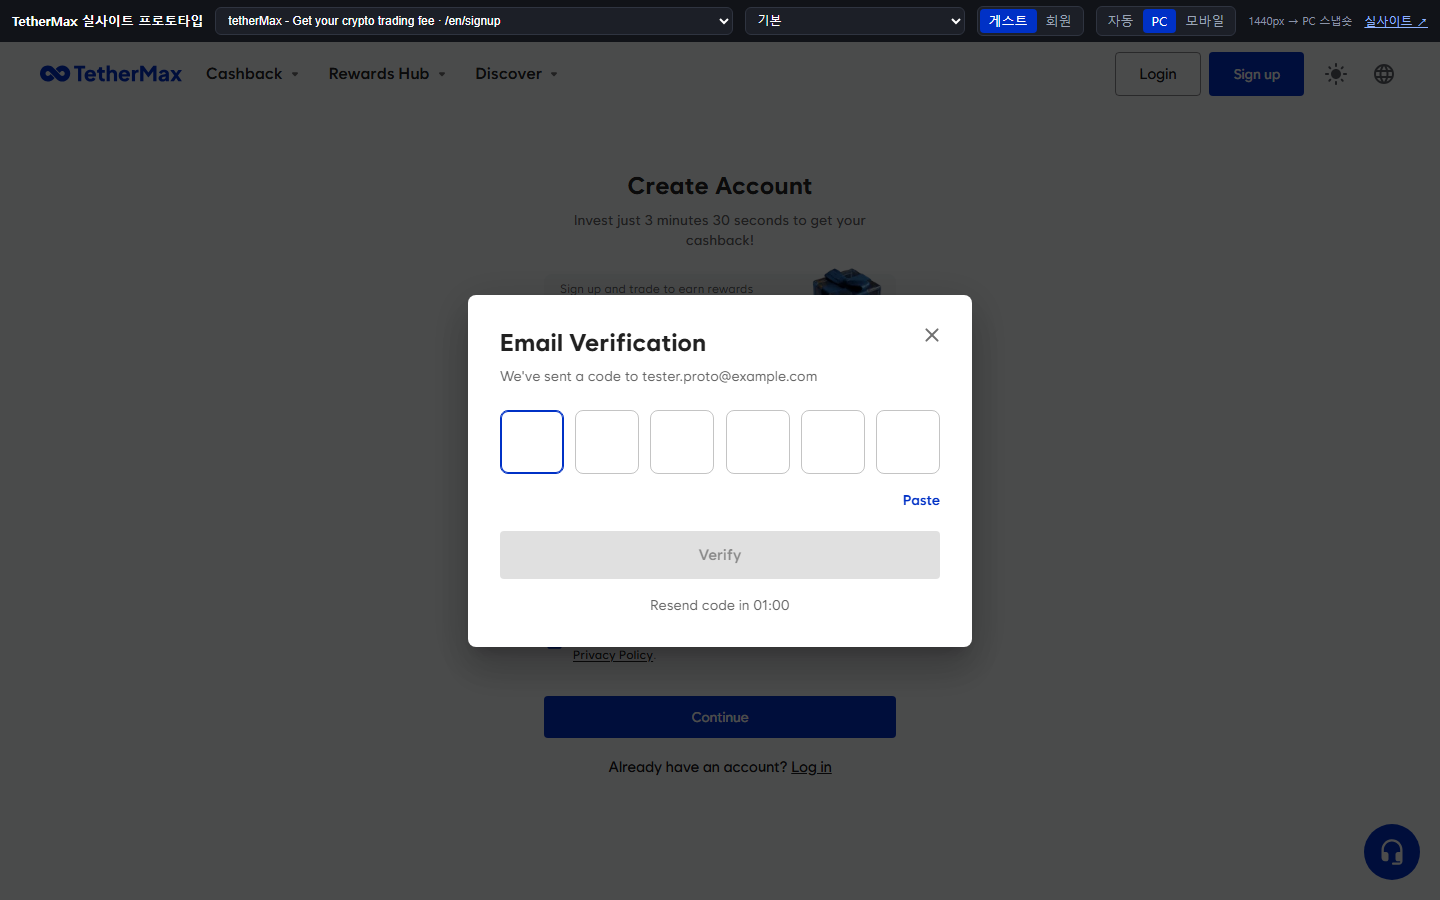 TetherMax 실사이트 프로토타입
tetherMax - Get your crypto trading fee · /en/signup
기본
게스트 회원
자동 PC 모바일
1440px → PC 스냅숏
실사이트 ↗
TetherMax
Cashback
Rewards Hub
Discover
Login
Sign up
Create Account
Invest just 3 minutes 30 seconds to get your
cashback!
Sign up and trade to earn rewards
Email Verification
We've sent a code to tester.proto@example.com
Paste
Verify
Resend code in 01:00
Privacy Policy.
Continue
Already have an account? Log in